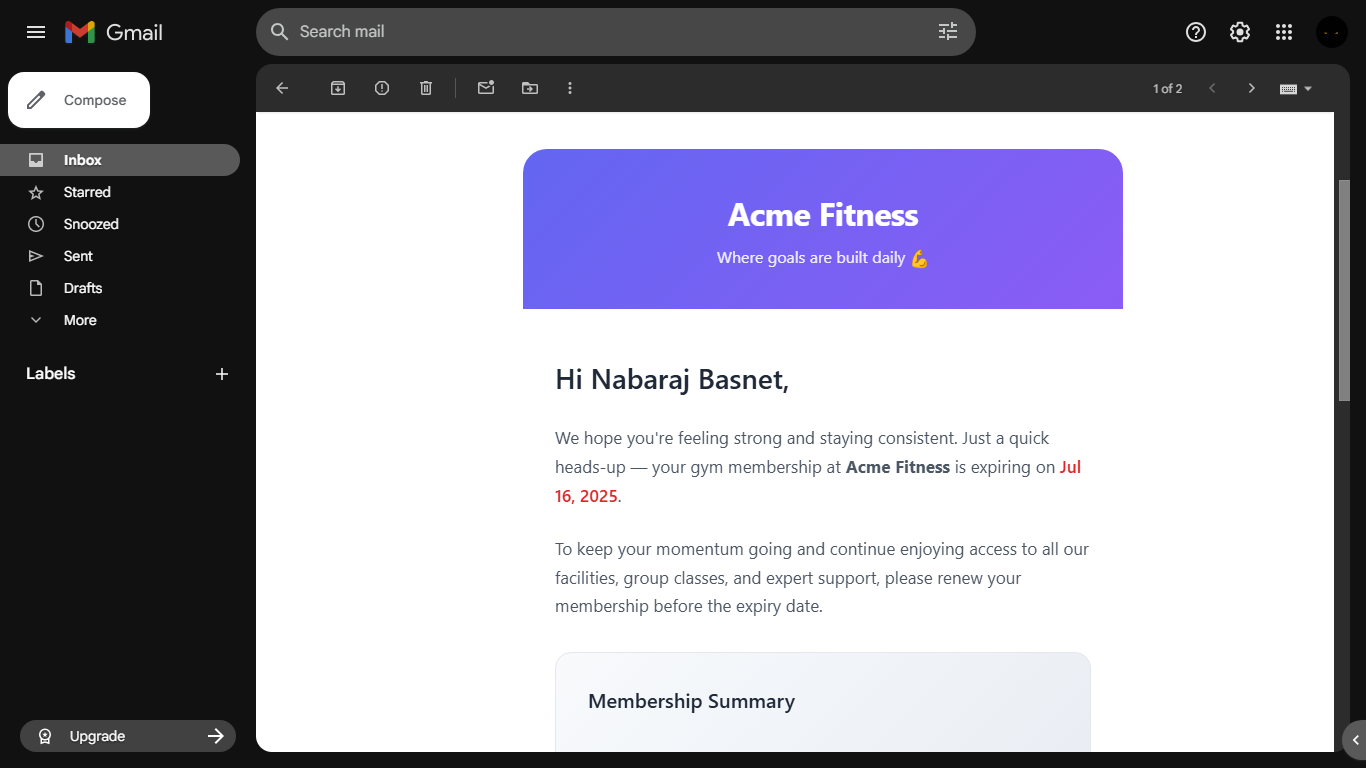 Gmail
Search mail
Compose
1 of 2
Inbox
Starred
Snoozed
Sent
Drafts
More
Labels
Upgrade
Acme Fitness
Where goals are built daily 💪
Hi Nabaraj Basnet,
We hope you're feeling strong and staying consistent. Just a quick
heads-up — your gym membership at Acme Fitness is expiring on Jul
16, 2025.
To keep your momentum going and continue enjoying access to all our
facilities, group classes, and expert support, please renew your
membership before the expiry date.
Membership Summary